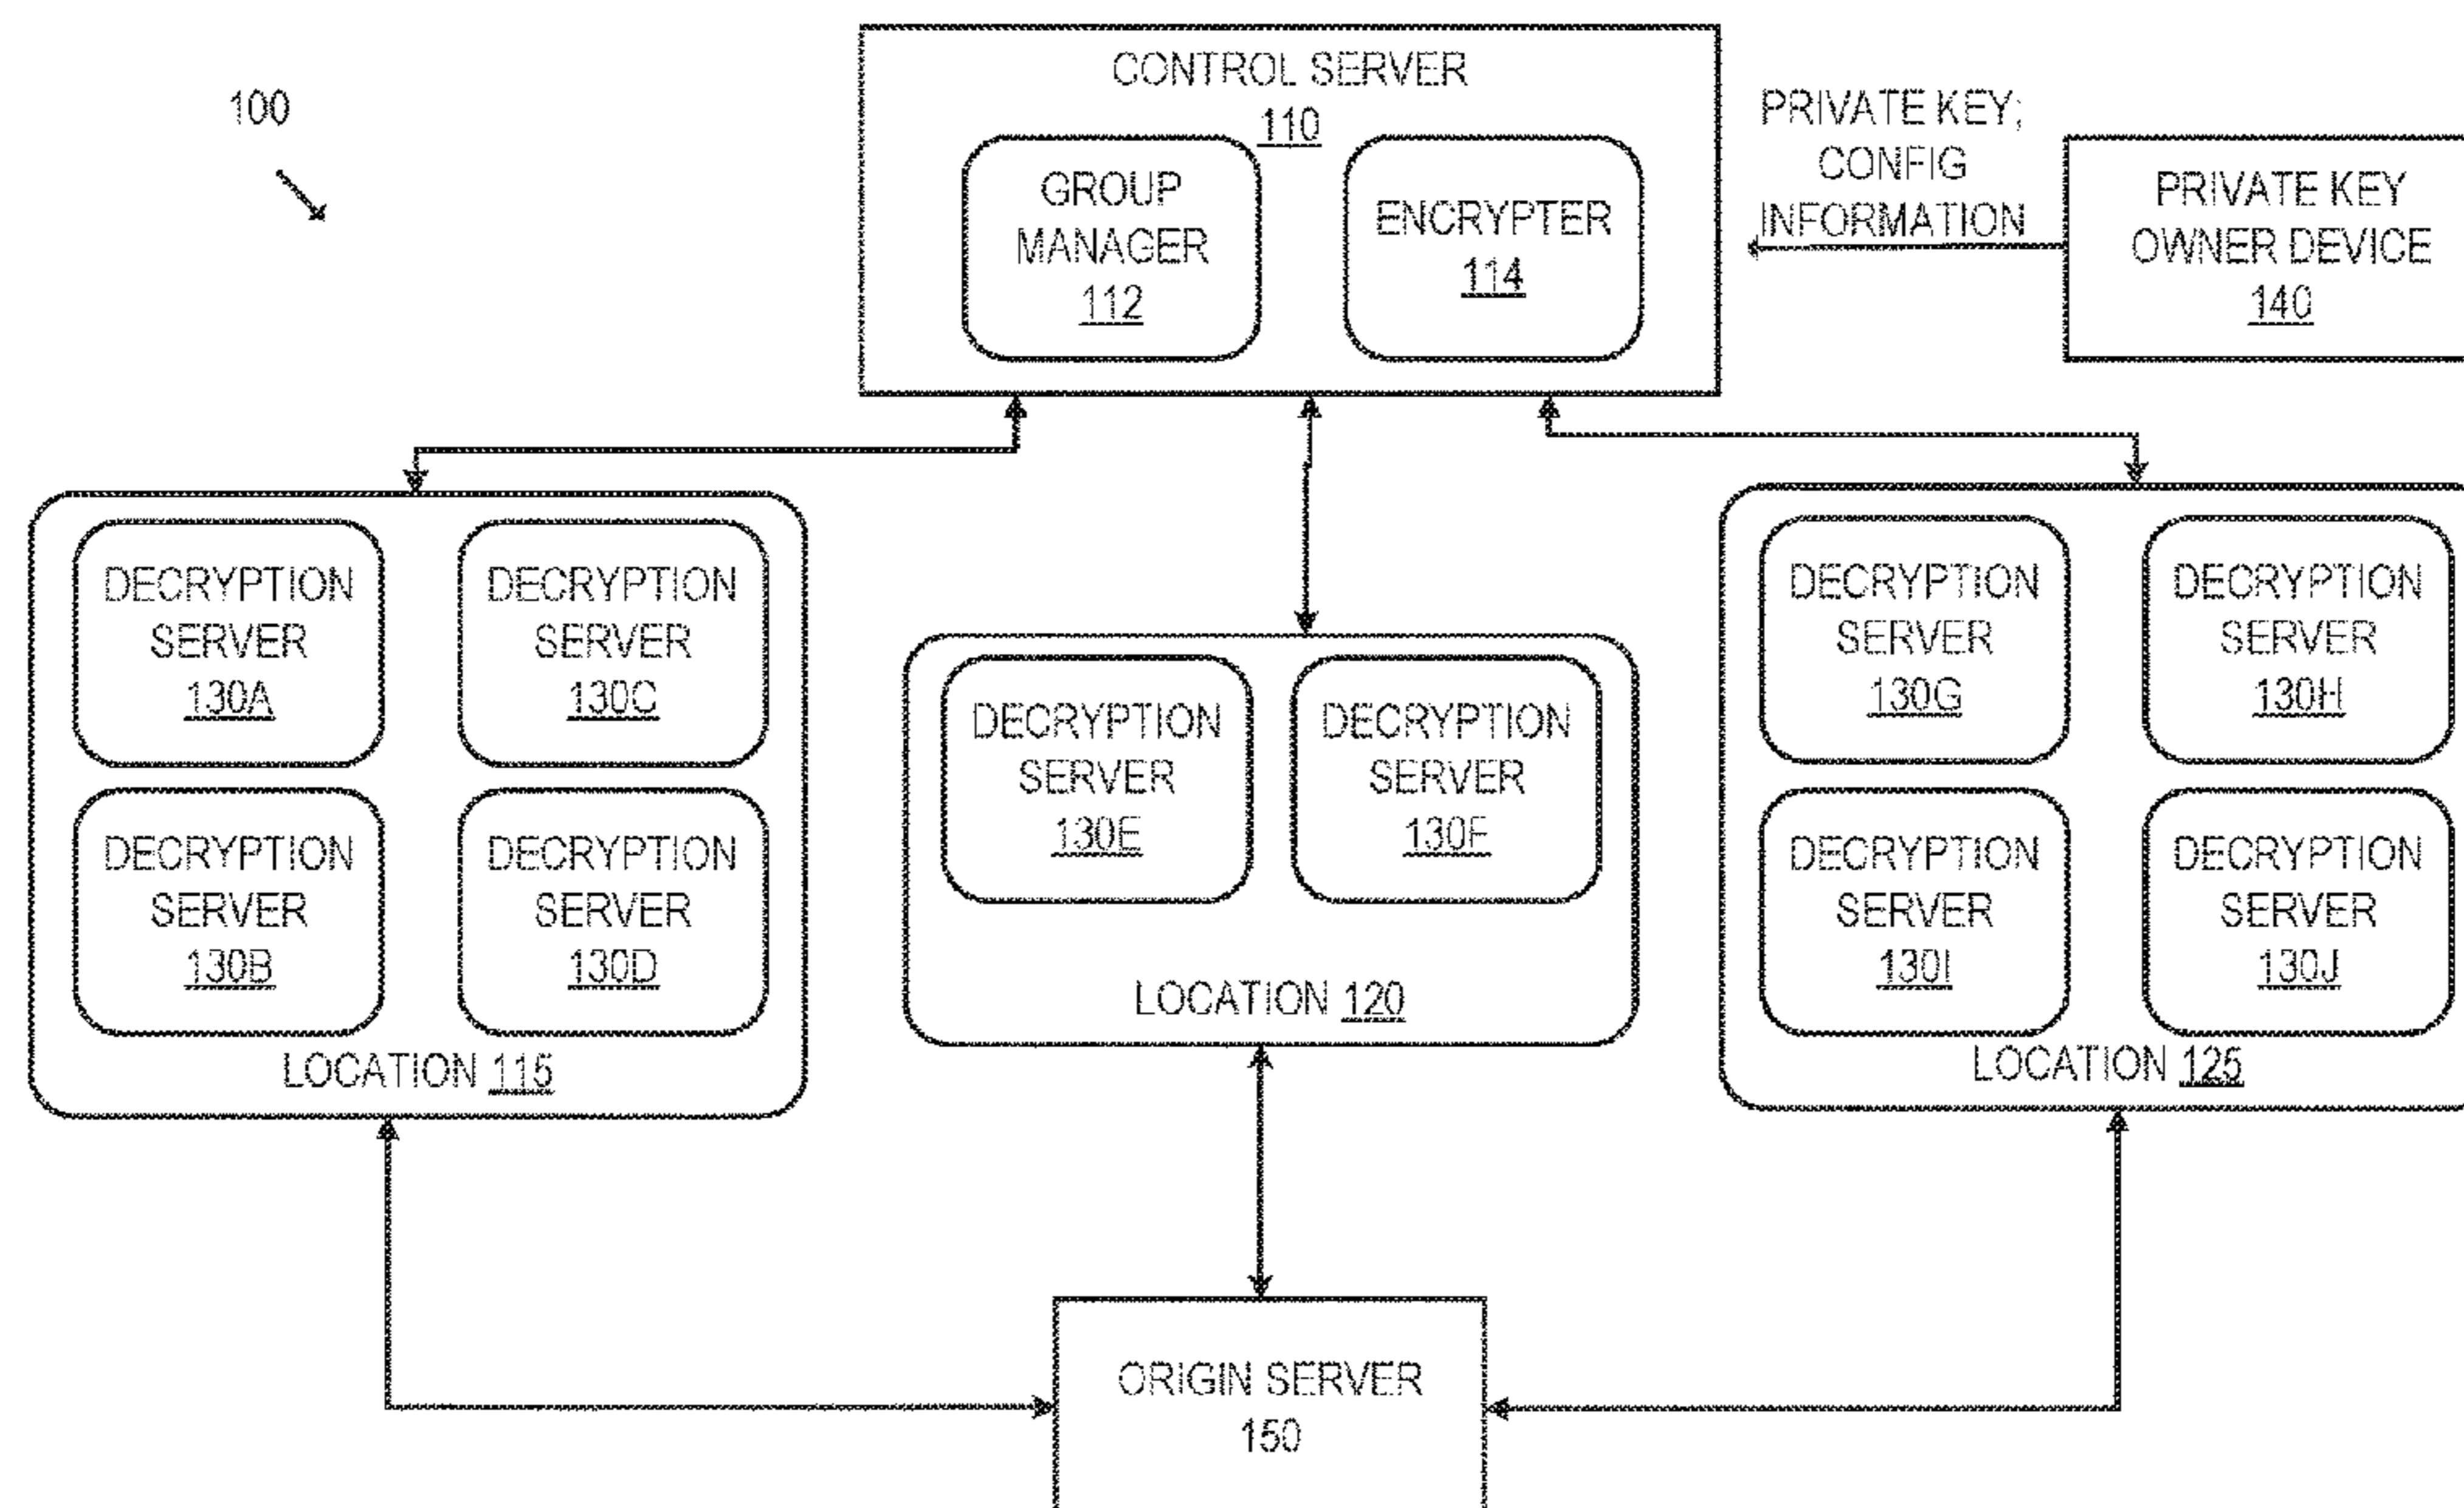 100
CONTROL SERVER
110
GROUP
MANAGER
112
ENCRYPTER
114
PRIVATE KEY;
CONFIG
INFORMATION
PRIVATE KEY
OWNER DEVICE
140
DECRYPTION
SERVER
130A
DECRYPTION
SERVER
130C
DECRYPTION
SERVER
130B
DECRYPTION
SERVER
130D
LOCATION 115
DECRYPTION
SERVER
130E
DECRYPTION
SERVER
130F
LOCATION 120
DECRYPTION
SERVER
130G
DECRYPTION
SERVER
130H
DECRYPTION
SERVER
130I
DECRYPTION
SERVER
130J
LOCATION 125
ORIGIN SERVER
150